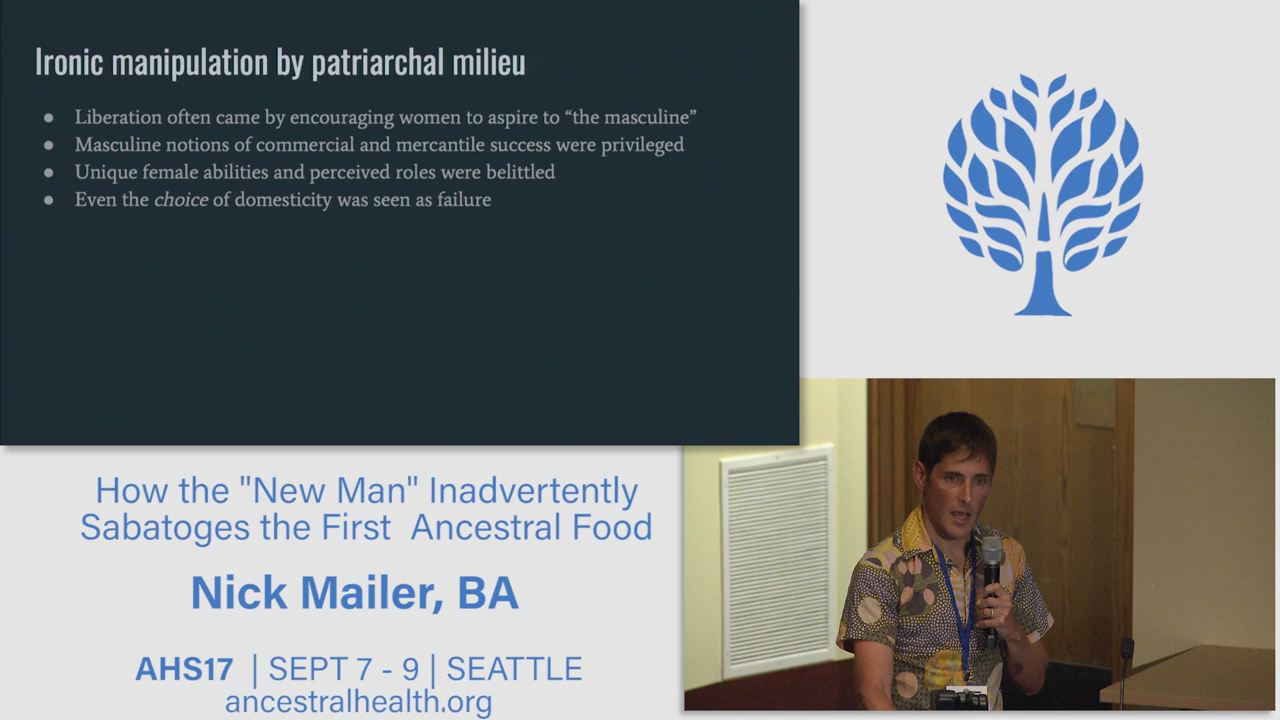 Ironic manipulation by patriarchal milieu
● Liberation often came by encouraging women to aspire to “the masculine”
● Masculine notions of commercial and mercantile success were privileged
● Unique female abilities and perceived roles were belittled
● Even the choice of domesticity was seen as failure
How the "New Man" Inadvertently
Sabatoges the First Ancestral Food
Nick Mailer, BA
AHS17 | SEPT 7 - 9 | SEATTLE
ancestralhealth.org